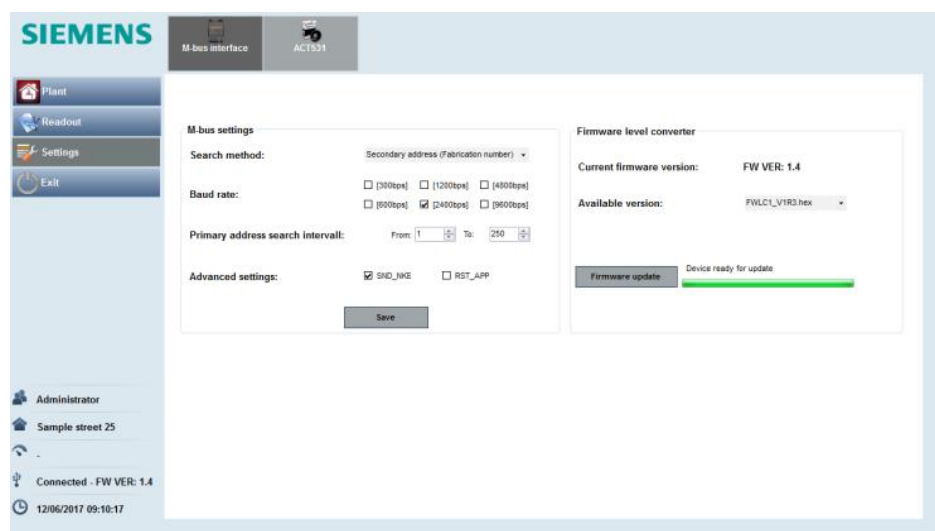 SIEMENS
M-bus interface
ACT531
Plant
Readout
Settings
Exit
M-bus settings
Search method: Secondary address (Fabrication number)
Baud rate:
[300bps] [1200bps] [4800bps]
[600bps] [2400bps] [9600bps]
Primary address search intervall: From: 1 To: 250
Advanced settings: SND_NKE RST_APP
Save
Firmware level converter
Current firmware version: FW VER: 1.4
Available version: FWLC1_V1R3.hex
Firmware update
Device ready for update
Administrator
Sample street 25
-
Connected - FW VER: 1.4
12/06/2017 09:10:17